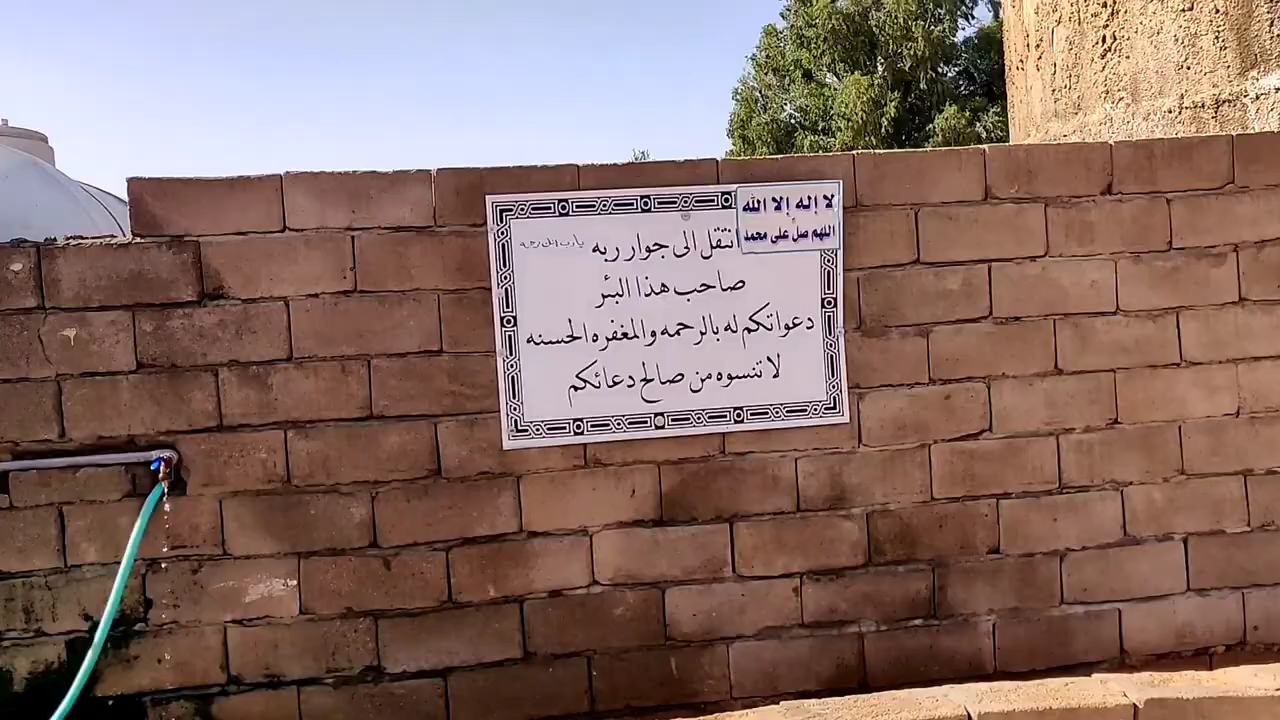 لا إله إلا الله
اللهم صل على محمد
انتقل الى جوار ربه
صاحب هذا البئر
دعواتكم له بالرحمه والمغفره الحسنه
لا تنسوه من صالح دعائكم